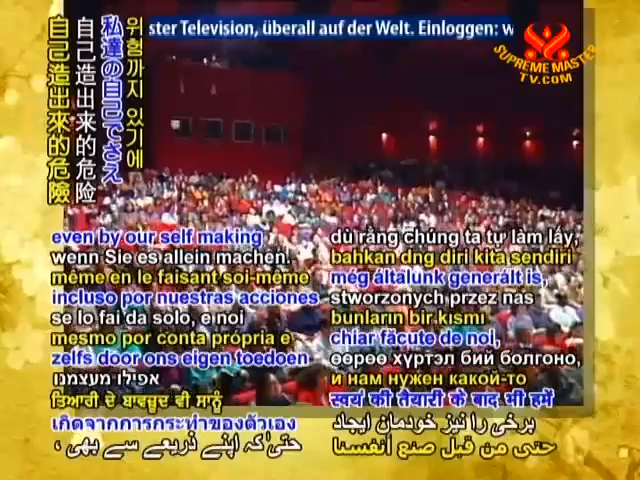 ster Television, überall auf der Welt. Einloggen: w
SUPREME MASTER
TV.COM
위험까지 있기에
私達の自己でさえ
自己造出来的危险
自己造出來的危險
even by our self making
wenn Sie es allein machen.
même en le faisant soi-même
incluso por nuestras acciones
se lo fai da solo, e noi
mesmo por conta própria e
zelfs door ons eigen toedoen
אפילו מעצמנו
ਤਿਆਰੀ ਦੇ ਬਾਵਜੂਦ ਵੀ ਸਾਨੂੰ
เกิดจากการกระทำของตัวเอง
حتیٰ کہ اپنے ذریعے سے بھی ،
dù rằng chúng ta tự làm lấy,
bahkan dng diri kita sendiri
még általunk generált is,
stworzonych przez nas
bunların bir kısmı
chiar făcute de noi,
өөрөө хүртэл бий болгоно,
и нам нужен какой-то
स्वयं की तैयारी के बाद भी हमें
برخی را نیز خودمان ایجاد
حتى من قبل صنع أنفسنا